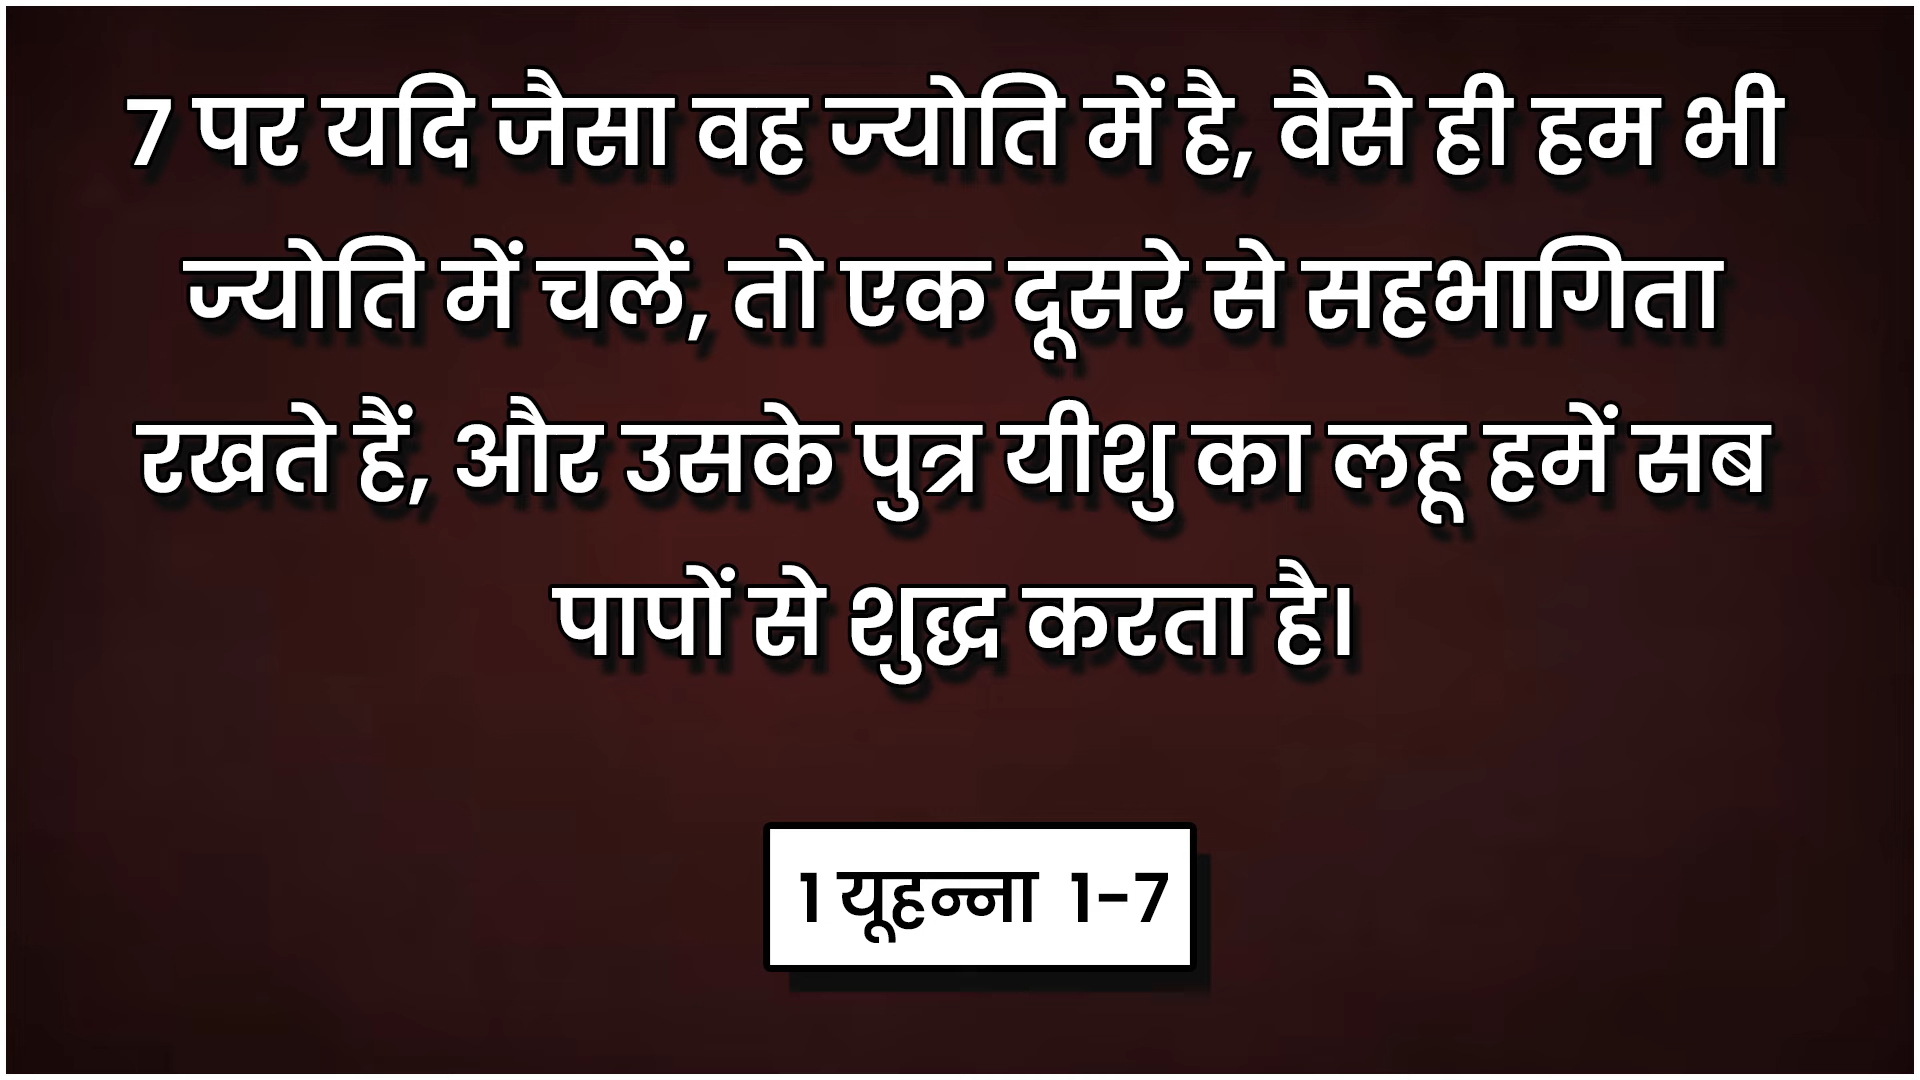 7 पर यदि जैसा वह ज्योति में है, वैसे ही हम भी
ज्योति में चलें, तो एक दूसरे से सहभागिता
रखते हैं, और उसके पुत्र यीशु का लहू हमें सब
पापों से शुद्ध करता है।
1 यूहन्ना  1-7